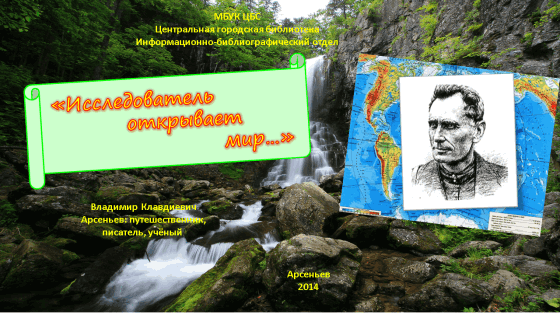 МБУК ЦБС
Центральная городская библиотека
Информационно-библиографический отдел
«Исследователь
открывает
мир...»
Владимир Клавдиевич
Арсеньев: путешественник,
писатель, учёный
Арсеньев
2014